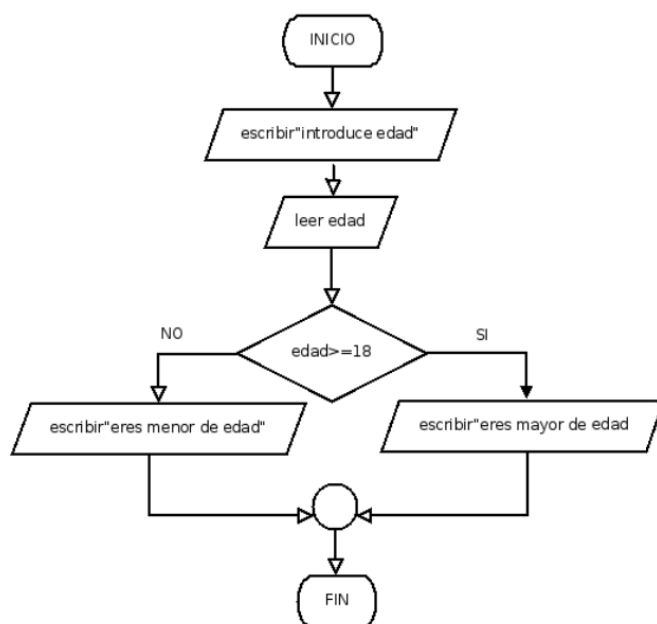 INICIO
escribir"introduce edad"
leer edad
NO
SI
edad>=18
escribir"eres menor de edad"
escribir"eres mayor de edad
FIN